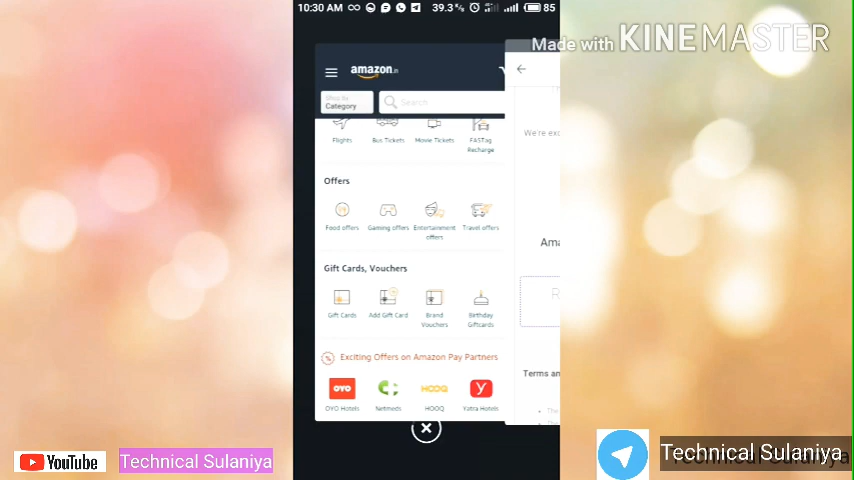 10:30 AM
39.3%
85
Made with KINEMASTER
amazon.in
Shop By
Category
Search
Flights
Bus Tickets
Movie Tickets
FASTag
Recharge
We're exc
Offers
Food offers
Gaming offers
Entertainment
offers
Travel offers
Ama
Gift Cards, Vouchers
Gift Cards
Add Gift Card
Brand
Vouchers
Birthday
Giftcards
Exciting Offers on Amazon Pay Partners
Terms an
OYO
HOOQ
Y
OYO Hotels
Netmeds
HOOQ
Yatra Hotels
YouTube
Technical Sulaniya
Technical Sulaniya